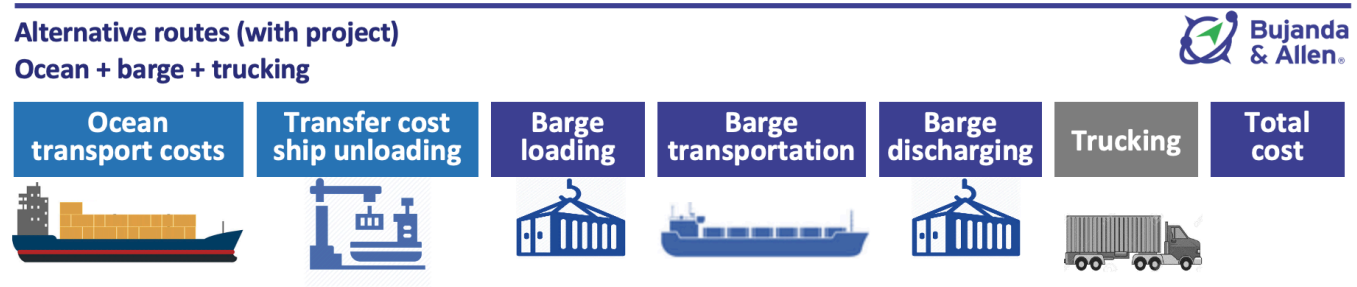 Alternative routes (with project)
Ocean + barge + trucking
Bujanda
& Allen®
Ocean
transport costs
Transfer cost
ship unloading
Barge
loading
Barge
transportation
Barge
discharging
Trucking
Total
cost